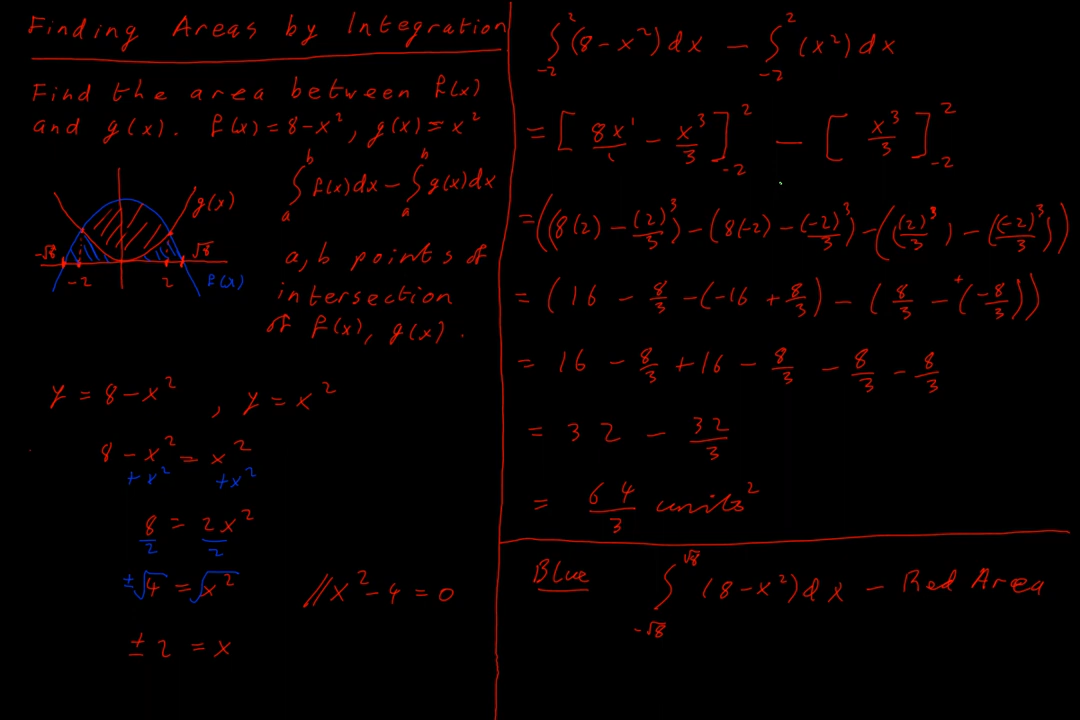 Finding Areas by Integration
Find the area between f(x)
and g(x). f(x) = 8 - x², g(x) = x²
∫ₐᵇ f(x)dx - ∫ₐᵇ g(x)dx
g(x)
-√8 √8
-2 2 f(x)
a, b points of
intersection
of f(x), g(x).
y = 8 - x² , y = x²
8 - x² = x²
+x² +x²
8/2 = 2x²/2
±√4 = √x² //x² - 4 = 0
± 2 = x
∫₋₂² (8 - x²)dx - ∫₋₂² (x²)dx
= [8x¹/1 - x³/3]₋₂² - [x³/3]₋₂²
= ((8(2) - (2)³/3) - (8(-2) - (-2)³/3) - ((2)³/3) - ((-2)³/3))
= (16 - 8/3 - (-16 + 8/3) - (8/3 -⁺(-8/3))
= 16 - 8/3 + 16 - 8/3 - 8/3 - 8/3
= 32 - 32/3
= 64/3 units²
Blue ∫_{-√8}^{√8} (8 - x²)dx - Red Area